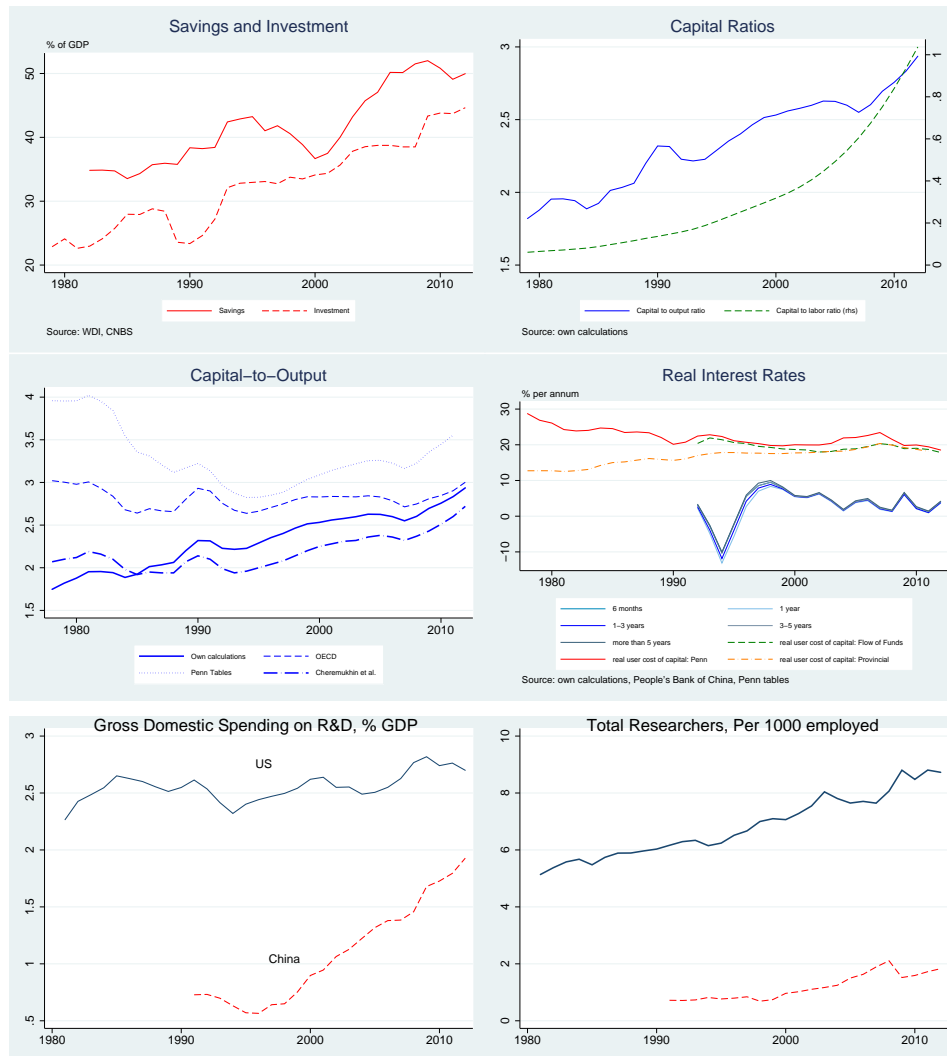 Savings and Investment
% of GDP
50
40
30
20
1980
1990
2000
2010
Savings
Investment
Source: WDI, CNBS
Capital Ratios
3
2.5
2
1.5
1
.8
.6
.4
.2
0
1980
1990
2000
2010
Capital to output ratio
Capital to labor ratio (rhs)
Source: own calculations
Capital−to−Output
4
3.5
3
2.5
2
1.5
1980
1990
2000
2010
Own calculations
OECD
Penn Tables
Cheremukhin et al.
Real Interest Rates
% per annum
30
20
10
0
−10
1980
1990
2000
2010
6 months
1 year
1−3 years
3−5 years
more than 5 years
real user cost of capital: Flow of Funds
real user cost of capital: Penn
real user cost of capital: Provincial
Source: own calculations, People's Bank of China, Penn tables
Gross Domestic Spending on R&D, % GDP
3
2.5
2
1.5
1
.5
US
China
1980
1990
2000
2010
Total Researchers, Per 1000 employed
10
8
6
4
2
0
1980
1990
2000
2010